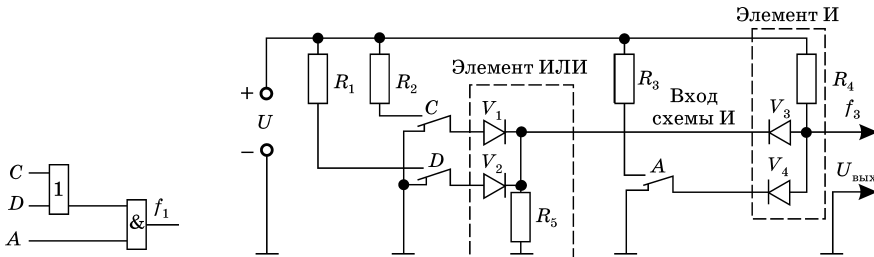 Элемент И
Элемент ИЛИ
R₁
R₂
R₃
R₄
+
U
−
C
V₁
Вход
схемы И
V₃
f₃
D
V₂
A
V₄
Uвых
R₅
C
1
D
f₁
&
A